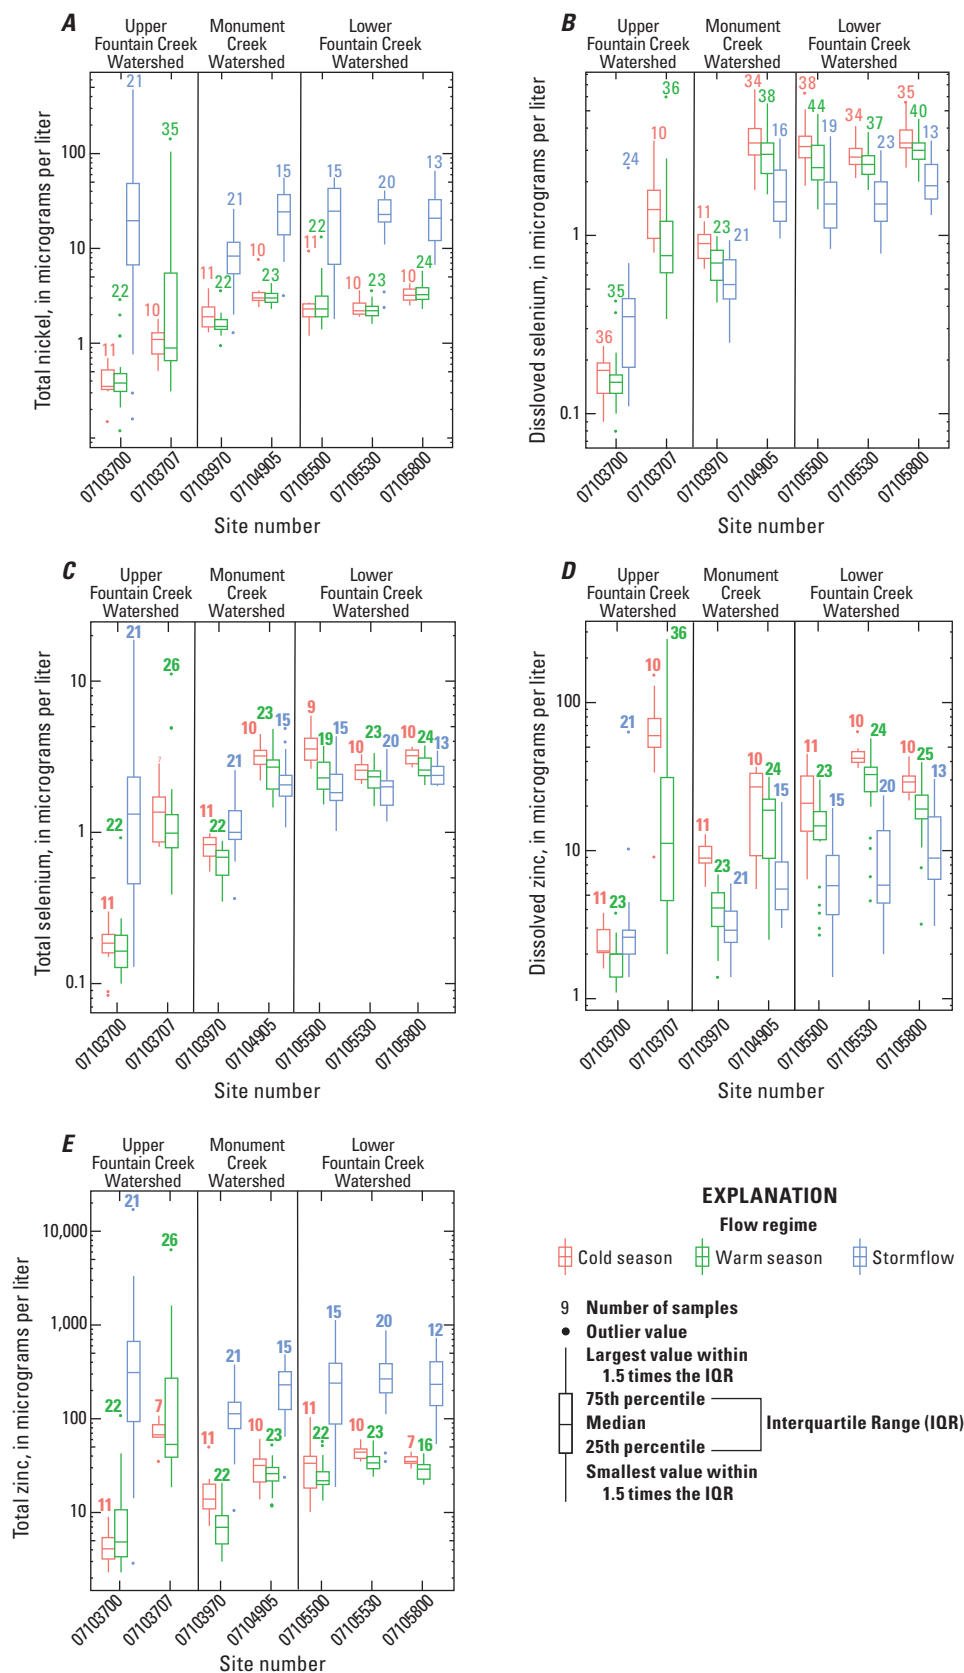 A
Upper
Fountain Creek
Watershed
Monument
Creek
Watershed
Lower
Fountain Creek
Watershed
Total nickel, in micrograms per liter
100
10
1
11
22
21
10
35
11
22
21
10
23
15
11
22
15
10
23
20
10
24
13
07103700
07103707
07103970
07104905
07105500
07105530
07105800
Site number
B
Upper
Fountain Creek
Watershed
Monument
Creek
Watershed
Lower
Fountain Creek
Watershed
Dissloved selenium, in micrograms per liter
1
0.1
36
35
24
10
36
11
23
21
34
38
16
38
44
19
34
37
23
35
40
13
07103700
07103707
07103970
07104905
07105500
07105530
07105800
Site number
C
Upper
Fountain Creek
Watershed
Monument
Creek
Watershed
Lower
Fountain Creek
Watershed
Total selenium, in micrograms per liter
10
1
0.1
11
22
21
7
26
11
22
21
10
23
15
9
19
15
10
23
20
10
24
13
07103700
07103707
07103970
07104905
07105500
07105530
07105800
Site number
D
Upper
Fountain Creek
Watershed
Monument
Creek
Watershed
Lower
Fountain Creek
Watershed
Dissolved zinc, in micrograms per liter
100
10
1
11
23
21
10
36
11
23
21
10
24
15
11
23
15
10
24
20
10
25
13
07103700
07103707
07103970
07104905
07105500
07105530
07105800
Site number
E
Upper
Fountain Creek
Watershed
Monument
Creek
Watershed
Lower
Fountain Creek
Watershed
Total zinc, in micrograms per liter
10,000
1,000
100
10
11
22
21
7
26
11
22
21
10
23
15
11
22
15
10
23
20
7
16
12
07103700
07103707
07103970
07104905
07105500
07105530
07105800
Site number
EXPLANATION
Flow regime
Cold season
Warm season
Stormflow
9 Number of samples
Outlier value
Largest value within
1.5 times the IQR
75th percentile
Median
25th percentile
Interquartile Range (IQR)
Smallest value within
1.5 times the IQR